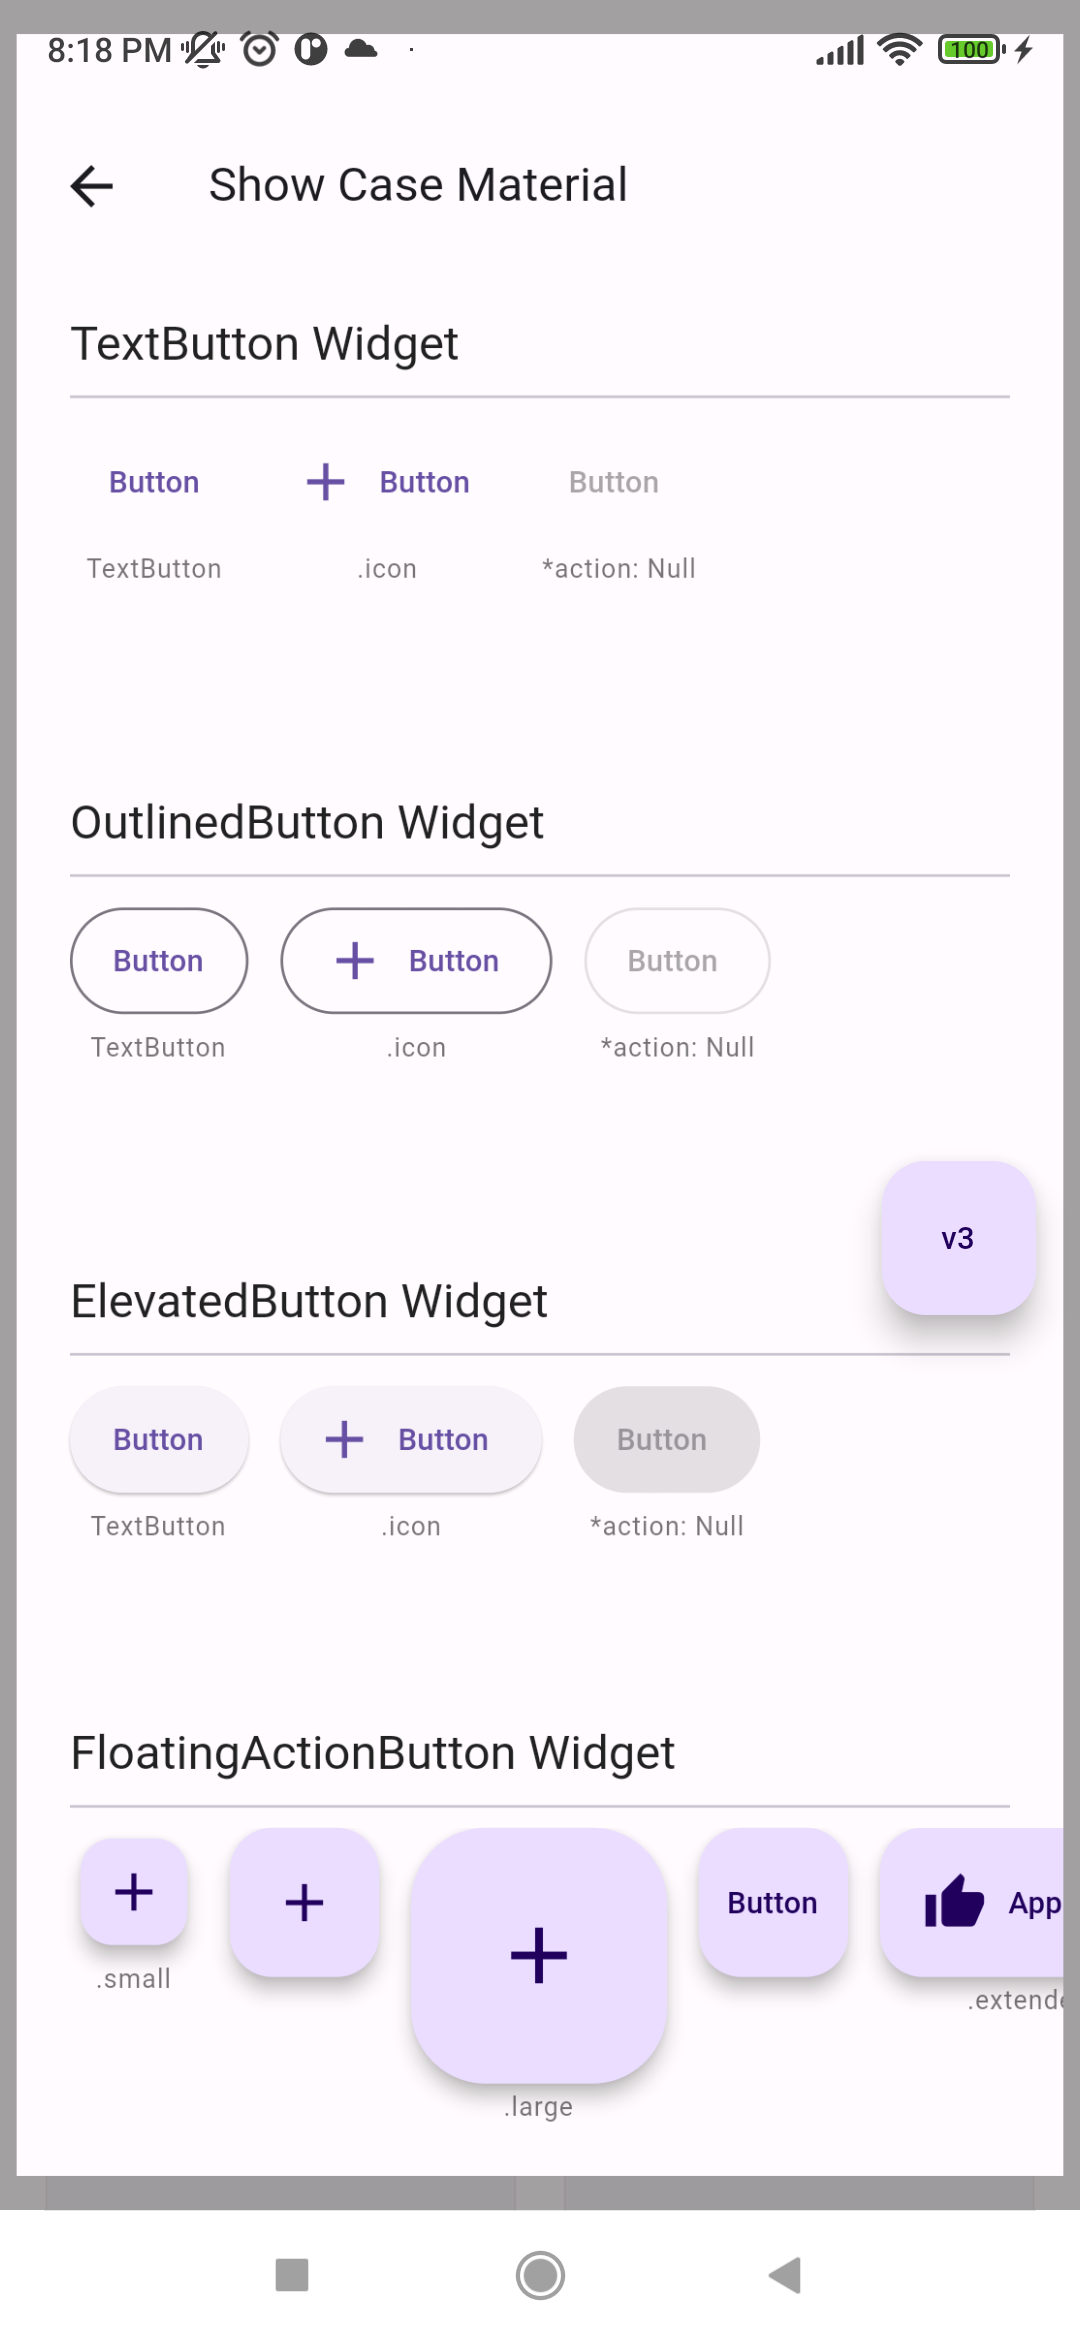 8:18 PM 100
Show Case Material
TextButton Widget
Button Button Button
TextButton .icon *action: Null
OutlinedButton Widget
Button Button Button
TextButton .icon *action: Null
v3
ElevatedButton Widget
Button Button Button
TextButton .icon *action: Null
FloatingActionButton Widget
Button App
.small
.extende
.large